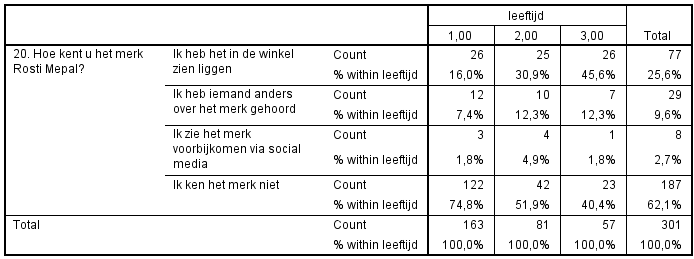 leeftijd
1,00 2,00 3,00 Total
20. Hoe kent u het merk Ik heb het in de winkel Count 26 25 26 77
Rosti Mepal? zien liggen % within leeftijd 16,0% 30,9% 45,6% 25,6%
Ik heb iemand anders Count 12 10 7 29
over het merk gehoord % within leeftijd 7,4% 12,3% 12,3% 9,6%
Ik zie het merk Count 3 4 1 8
voorbijkomen via social
media % within leeftijd 1,8% 4,9% 1,8% 2,7%
Ik ken het merk niet Count 122 42 23 187
% within leeftijd 74,8% 51,9% 40,4% 62,1%
Total Count 163 81 57 301
% within leeftijd 100,0% 100,0% 100,0% 100,0%